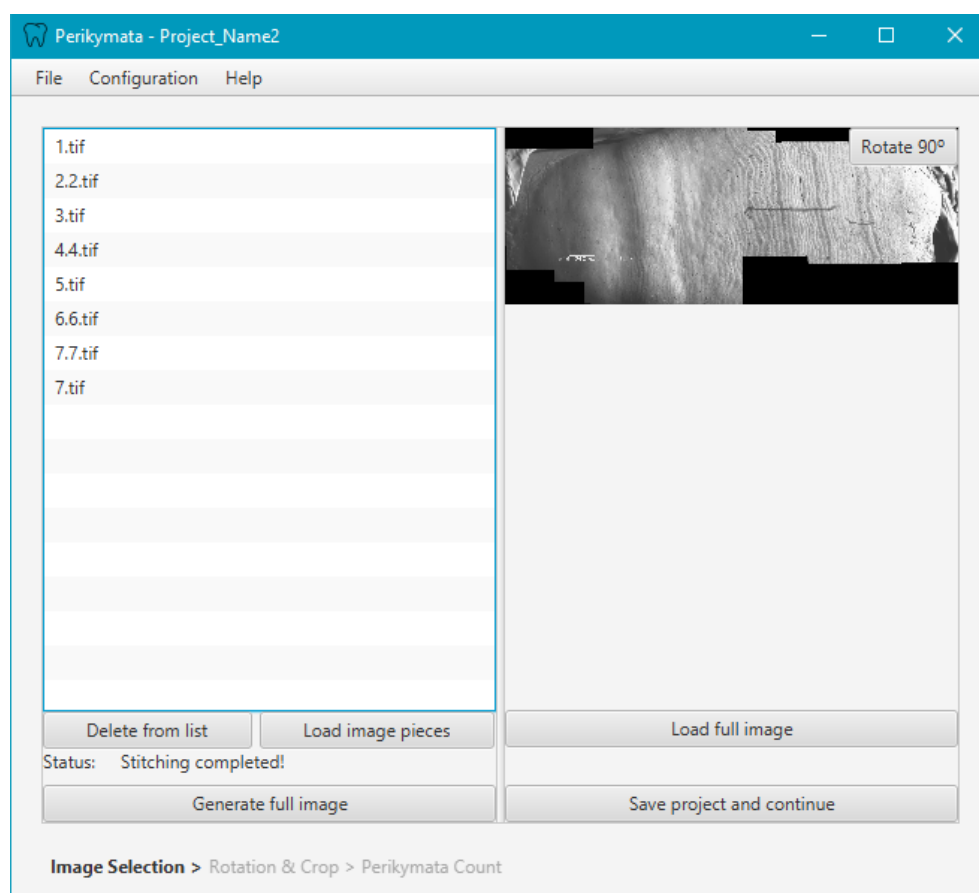 Perikymata - Project_Name2
File Configuration Help
1.tif
2.2.tif
3.tif
4.4.tif
5.tif
6.6.tif
7.7.tif
7.tif
Rotate 90º
Delete from list Load image pieces
Load full image
Status: Stitching completed!
Generate full image
Save project and continue
Image Selection > Rotation & Crop > Perikymata Count